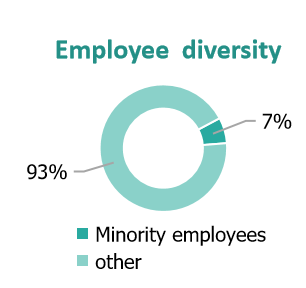 Employee diversity
7%
93%
Minority employees
other